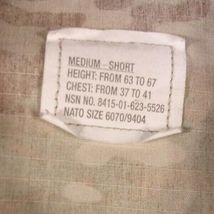 MEDIUM - SHORT
HEIGHT: FROM 63 TO 67
CHEST: FROM 37 TO 41
NSN NO. 8415-01-623-5526
NATO SIZE 6070/9404